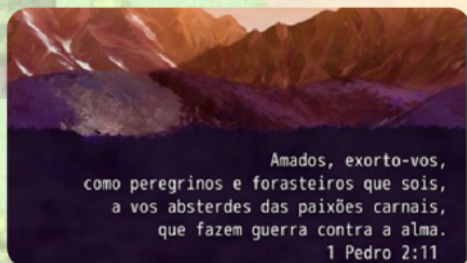 Amados, exorto-vos,
como peregrinos e forasteiros que sois,
a vos absterdes das paixões carnais,
que fazem guerra contra a alma.
1 Pedro 2:11